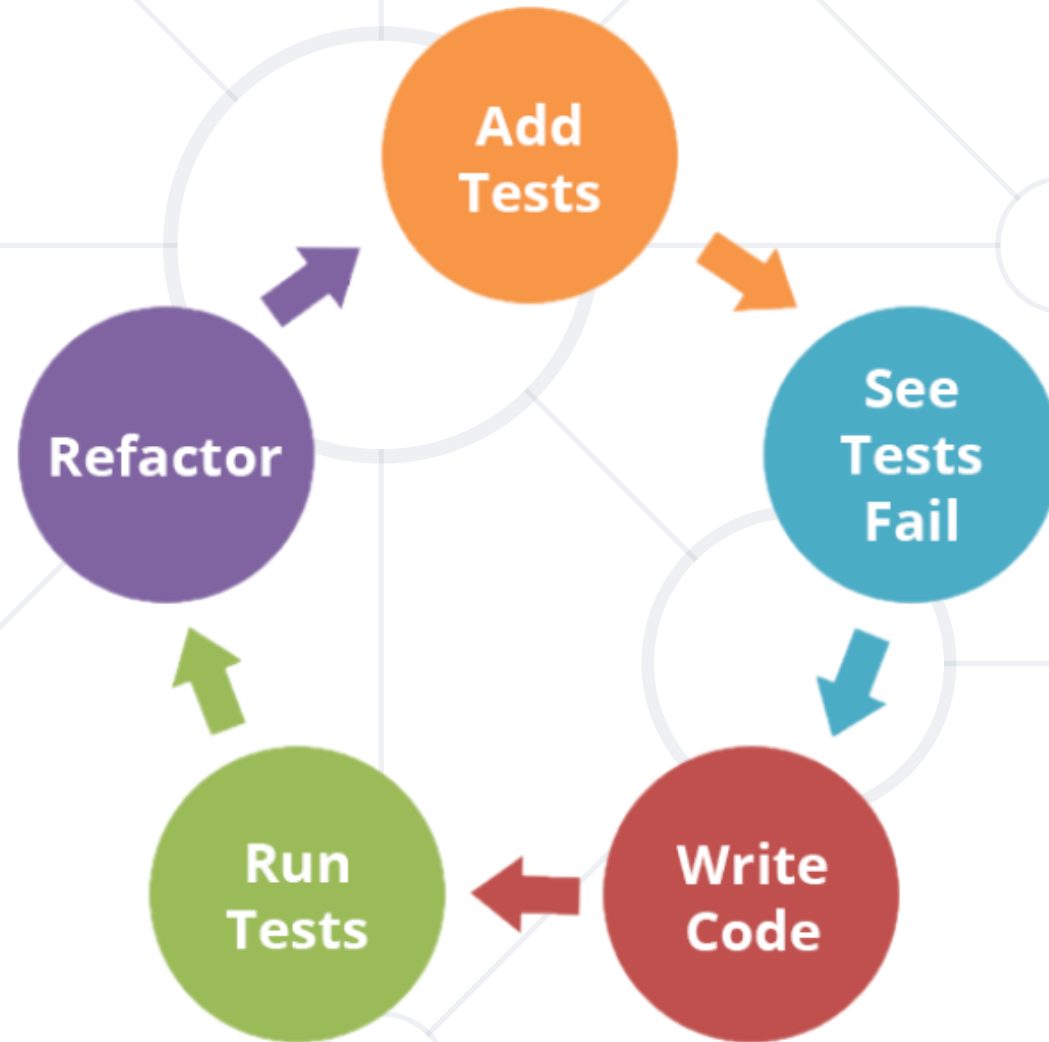 Add
Tests
See
Tests
Fail
Write
Code
Run
Tests
Refactor